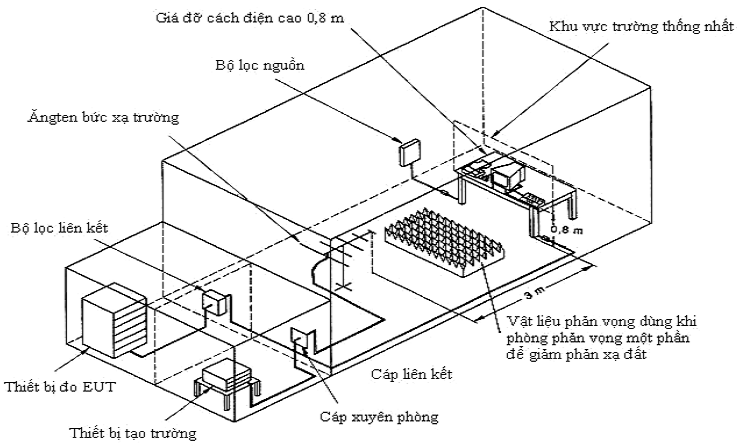 Giá đỡ cách điện cao 0,8 m
Khu vực trường thống nhất
Bộ lọc nguồn
Ăngten bức xạ trường
Bộ lọc liên kết
0,8 m
3 m
Vật liệu phản vọng dùng khi
phòng phản vọng một phần
để giảm phản xạ đất
Cáp liên kết
Thiết bị đo EUT
Cáp xuyên phòng
Thiết bị tạo trường